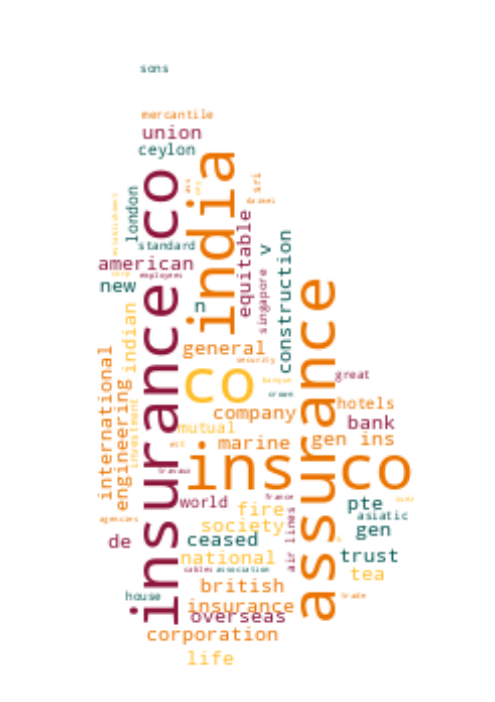 sons
mercantile
union
ceylon
insurance co
india
sri
london
standard
equitable
v
construction
american
employees
new
n
singapore
indian
general
security
assurance
co
great
international
engineering
investment
company
hotels
mutual
bank
marine
gen ins
ins co
world
france
fire
pte
asiatic
society
gen
agencies
de
ceased
air lines
national
trust
cables
association
tea
british
house
trade
insurance
overseas
corporation
life